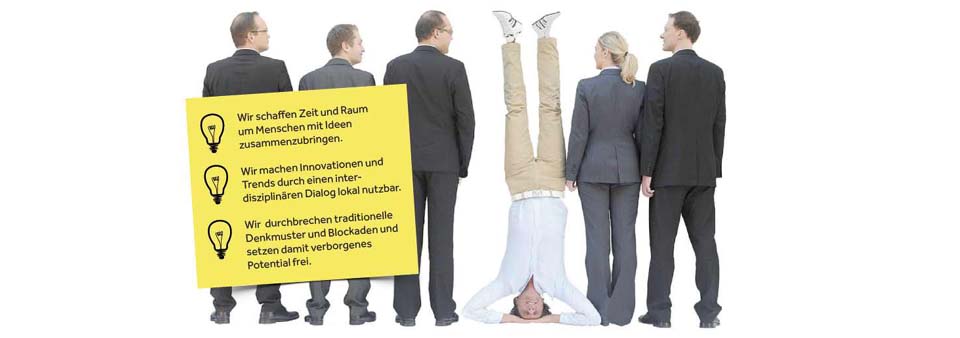 Wir schaffen Zeit und Raum
um Menschen mit Ideen
zusammenzubringen.
Wir machen Innovationen und
Trends durch einen inter-
disziplinären Dialog lokal nutzbar.
Wir durchbrechen traditionelle
Denkmuster und Blockaden und
setzen damit verborgenes
Potential frei.